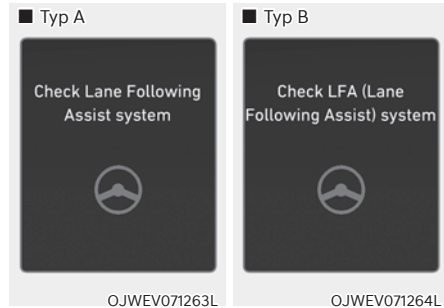 ■ Typ A
Check Lane Following
Assist system
OJWEV071263L
■ Typ B
Check LFA (Lane
Following Assist) system
OJWEV071264L